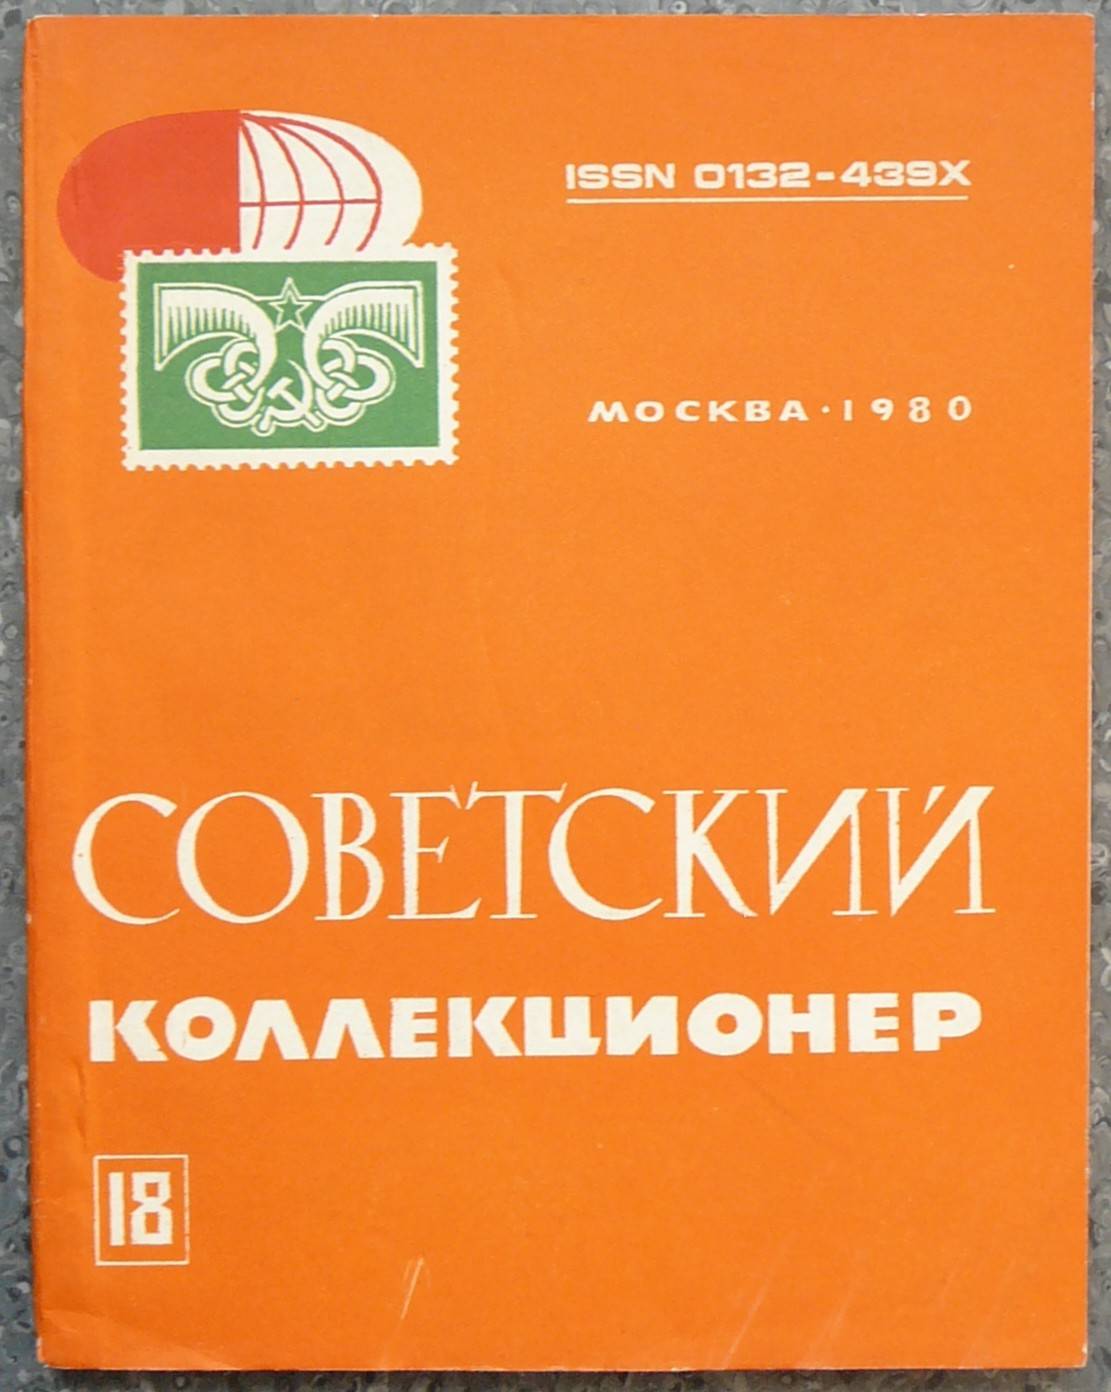 ISSN 0132-439X
МОСКВА · 1980
СОВЕТСКИЙ
КОЛЛЕКЦИОНЕР
18